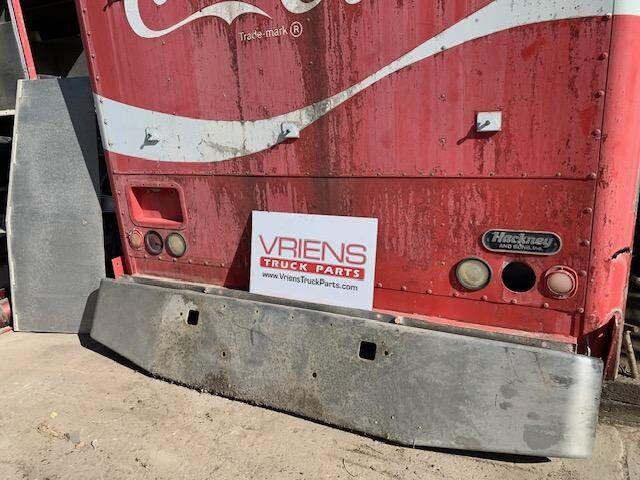 Trade-mark ®
Hackney
AND SONS, Inc.
VRIENS
TRUCK PARTS
www.VriensTruckParts.com